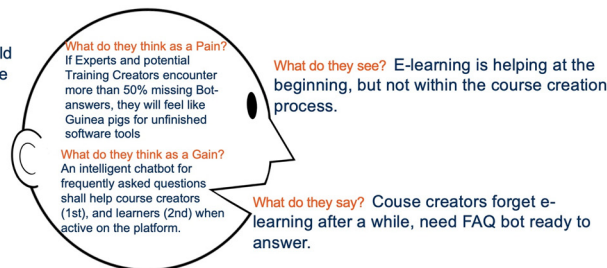 ld
e
What do they think as a Pain?
If Experts and potential
Training Creators encounter
more than 50% missing Bot-
answers, they will feel like
Guinea pigs for unfinished
software tools
What do they think as a Gain?
An intelligent chatbot for
frequently asked questions
shall help course creators
(1st), and learners (2nd) when
active on the platform.
What do they see? E-learning is helping at the
beginning, but not within the course creation
process.
What do they say? Couse creators forget e-
learning after a while, need FAQ bot ready to
answer.